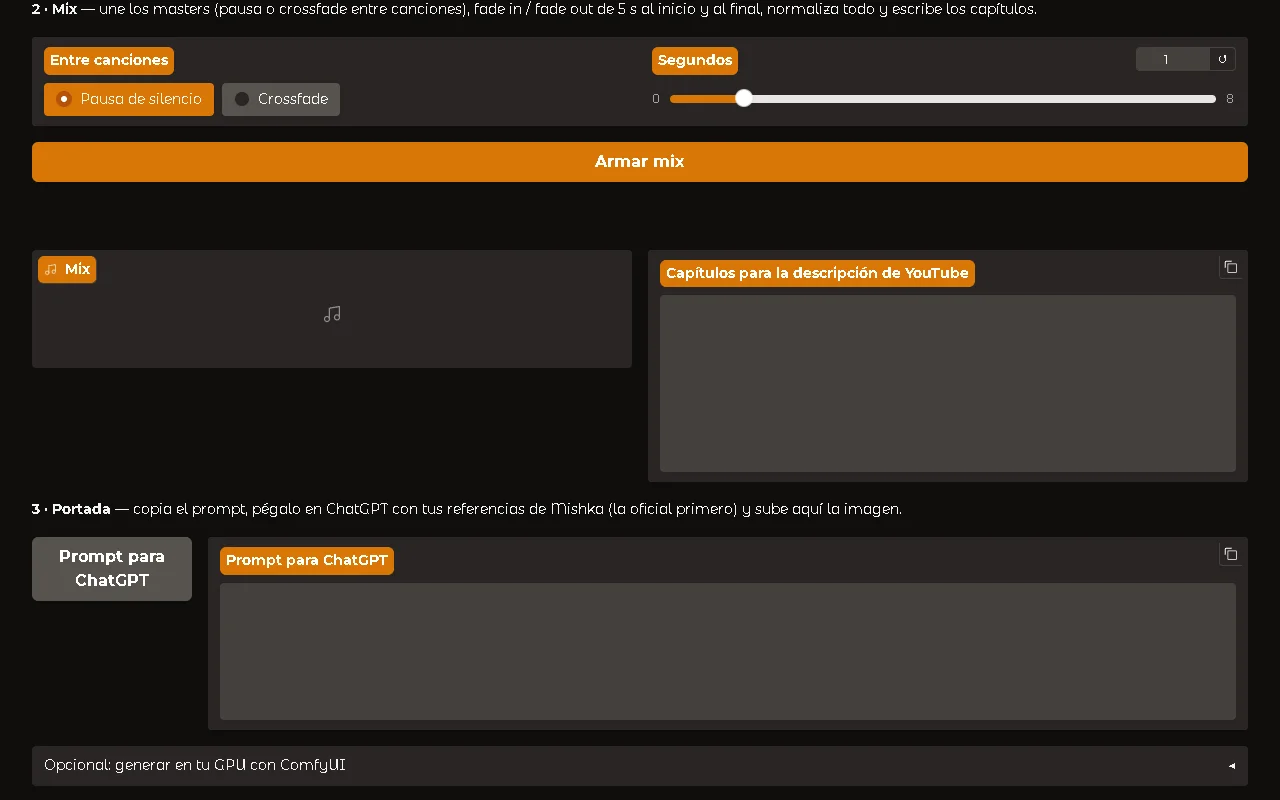 2 · Mix — une los masters (pausa o crossfade entre canciones), fade in / fade out de 5 s al inicio y al final, normaliza todo y escribe los capítulos.
Entre canciones
Segundos
1
↺
Pausa de silencio
Crossfade
0
8
Armar mix
Mix
Capítulos para la descripción de YouTube
3 · Portada — copia el prompt, pégalo en ChatGPT con tus referencias de Mishka (la oficial primero) y sube aquí la imagen.
Prompt para
ChatGPT
Prompt para ChatGPT
Opcional: generar en tu GPU con ComfyUI